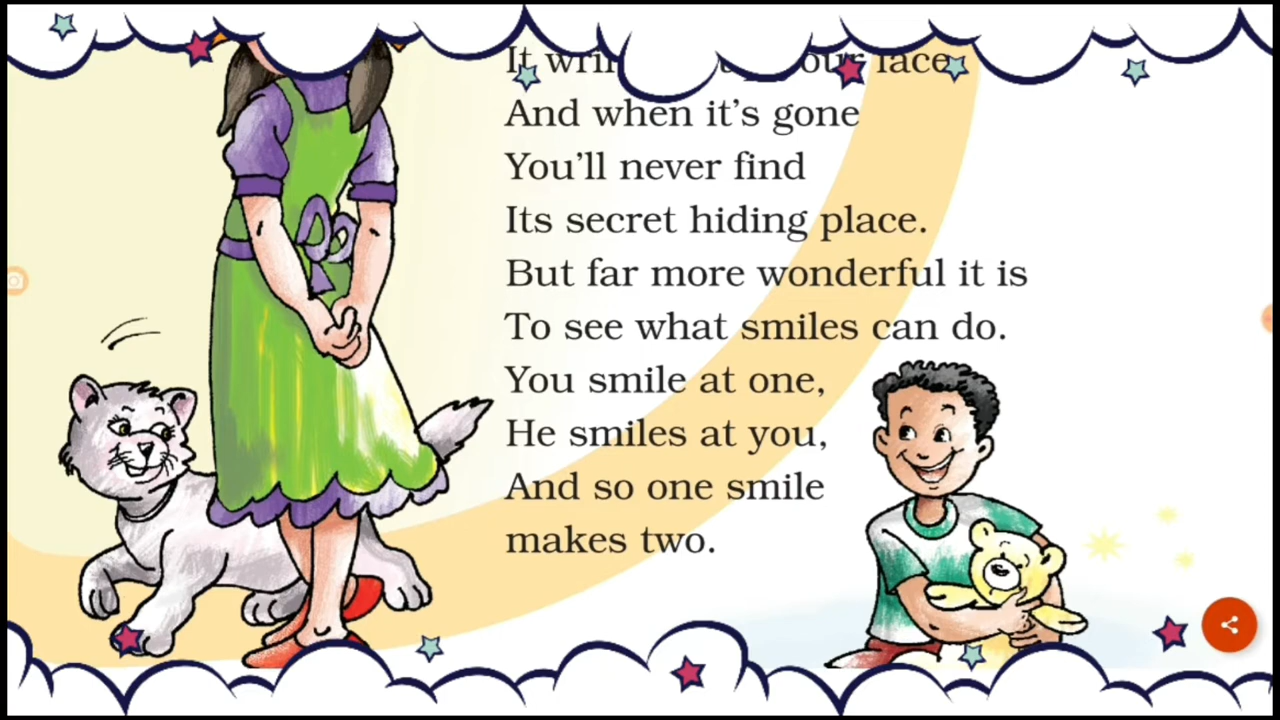 It
face
And when it's gone
You'll never find
Its secret hiding place.
But far more wonderful it is
To see what smiles can do.
You smile at one,
He smiles at you,
And so one smile
makes two.